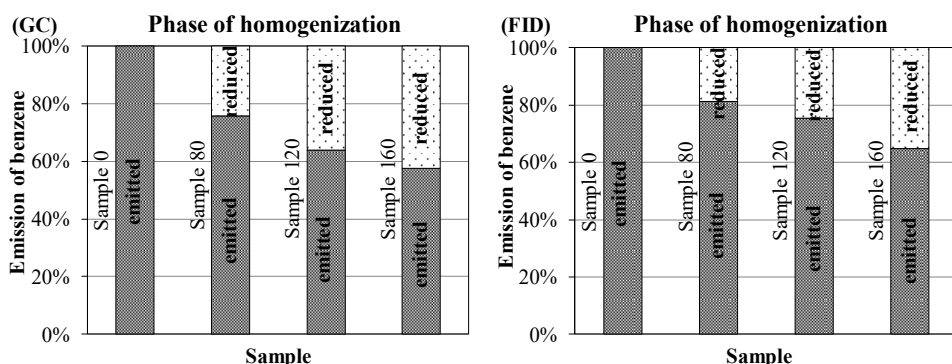 (GC)
Phase of homogenization
Emission of benzene
100%
80%
60%
40%
20%
0%
Sample 0
emitted
Sample 80
reduced
emitted
Sample 120
reduced
emitted
Sample 160
reduced
emitted
Sample
(FID)
Phase of homogenization
Emission of benzene
100%
80%
60%
40%
20%
0%
Sample 0
emitted
Sample 80
reduced
emitted
Sample 120
reduced
emitted
Sample 160
reduced
emitted
Sample